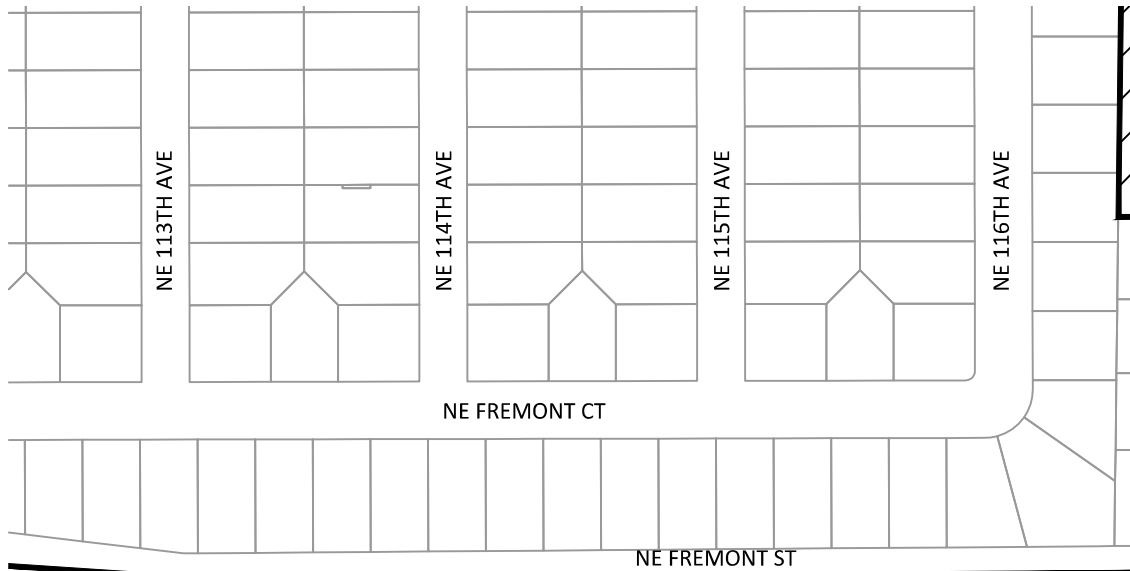 NE 113TH AVE
NE 114TH AVE
NE 115TH AVE
NE 116TH AVE
NE FREMONT CT
NE FREMONT ST